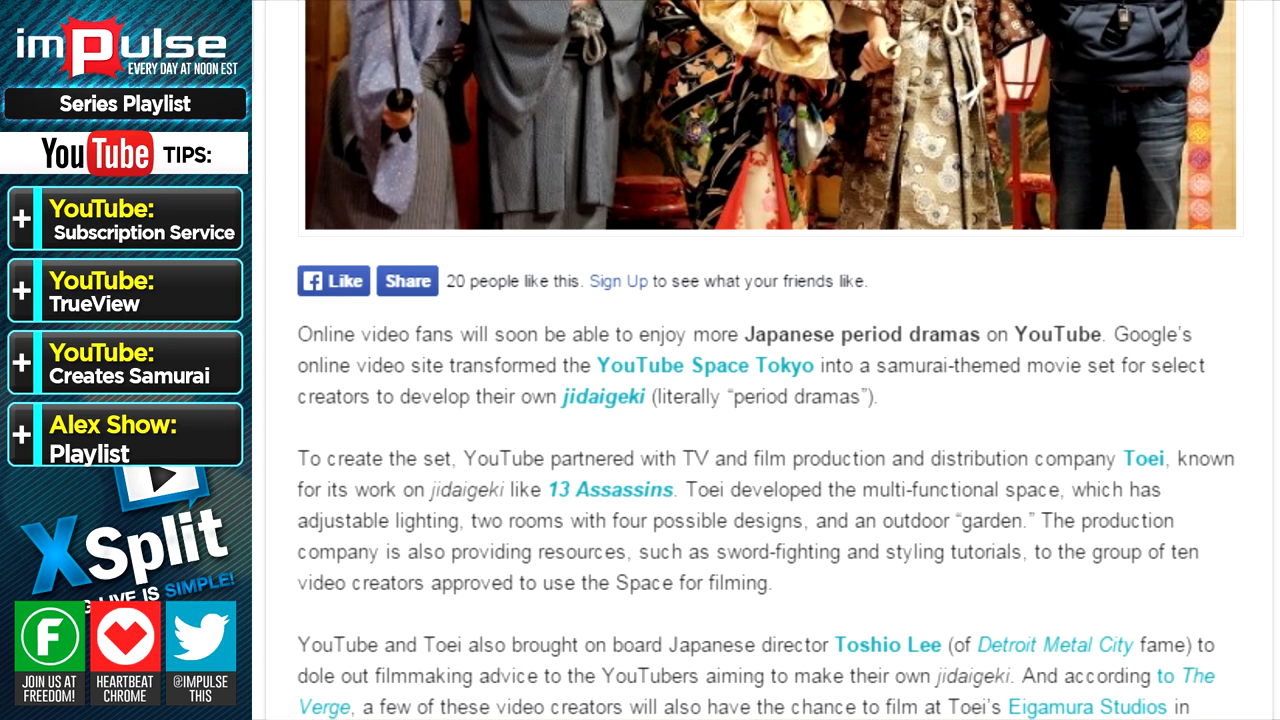 imPulse
EVERY DAY AT NOON EST
Series Playlist
YouTube TIPS:
+ YouTube:
Subscription Service
+ YouTube:
TrueView
+ YouTube:
Creates Samurai
+ Alex Show:
Playlist
XSplit
LIVE IS SIMPLE!
F
JOIN US AT
FREEDOM!
HEARTBEAT
CHROME
@IMPULSE
THIS
Like Share 20 people like this. Sign Up to see what your friends like.
Online video fans will soon be able to enjoy more Japanese period dramas on YouTube. Google's
online video site transformed the YouTube Space Tokyo into a samurai-themed movie set for select
creators to develop their own jidaigeki (literally “period dramas”).
To create the set, YouTube partnered with TV and film production and distribution company Toei, known
for its work on jidaigeki like 13 Assassins. Toei developed the multi-functional space, which has
adjustable lighting, two rooms with four possible designs, and an outdoor “garden.” The production
company is also providing resources, such as sword-fighting and styling tutorials, to the group of ten
video creators approved to use the Space for filming.
YouTube and Toei also brought on board Japanese director Toshio Lee (of Detroit Metal City fame) to
dole out filmmaking advice to the YouTubers aiming to make their own jidaigeki. And according to The
Verge, a few of these video creators will also have the chance to film at Toei's Eigamura Studios in